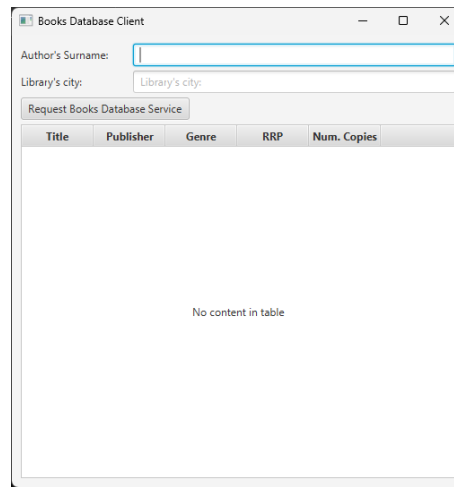 Books Database Client
Author's Surname:
Library's city: Library's city:
Request Books Database Service
Title Publisher Genre RRP Num. Copies
No content in table